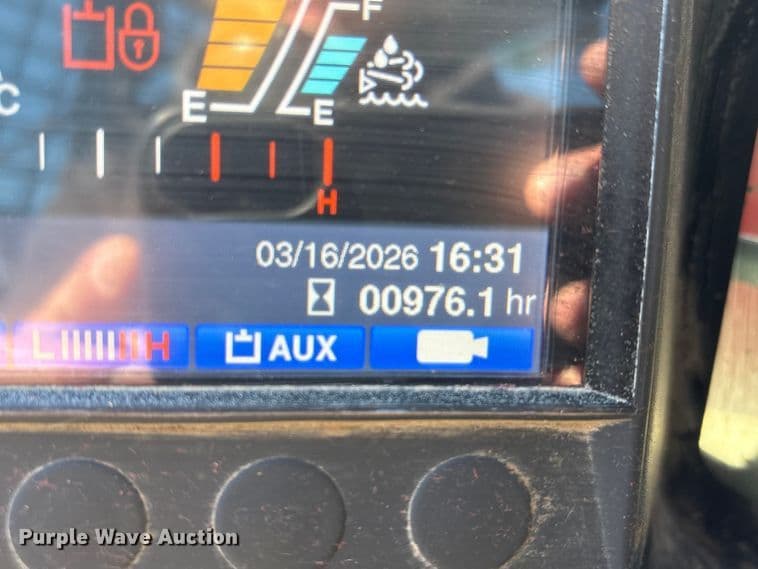 F
E
E
C
H
03/16/2026 16:31
00976.1 hr
L H
AUX
Purple Wave Auction